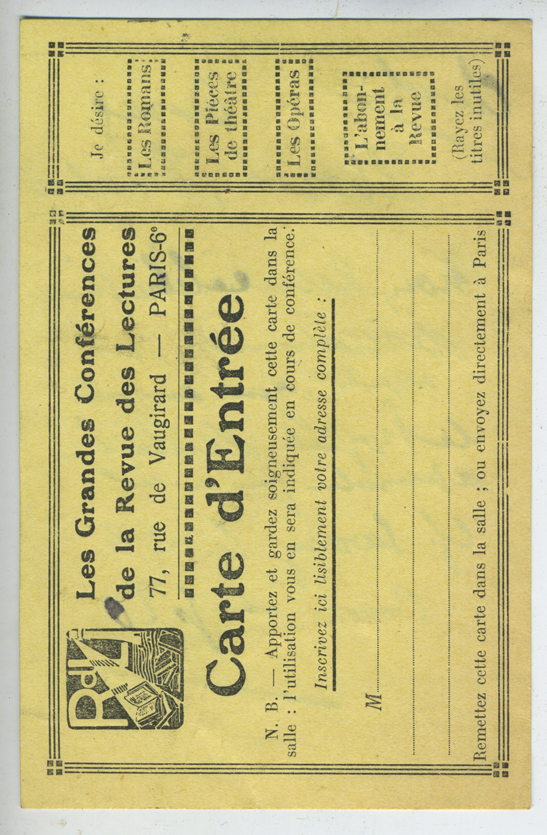 RdL
Les Grandes Conférences
de la Revue des Lectures
77, rue de Vaugirard — PARIS-6e
Carte d'Entrée
N. B. — Apportez et gardez soigneusement cette carte dans la
salle : l'utilisation vous en sera indiquée en cours de conférence.
Inscrivez ici lisiblement votre adresse complète :
M
Remettez cette carte dans la salle ; ou envoyez directement à Paris
Je désire :
Les Romans
Les Pièces
de théâtre
Les Opéras
L'abon-
nement
à la
Revue
(Rayez les
titres inutiles)